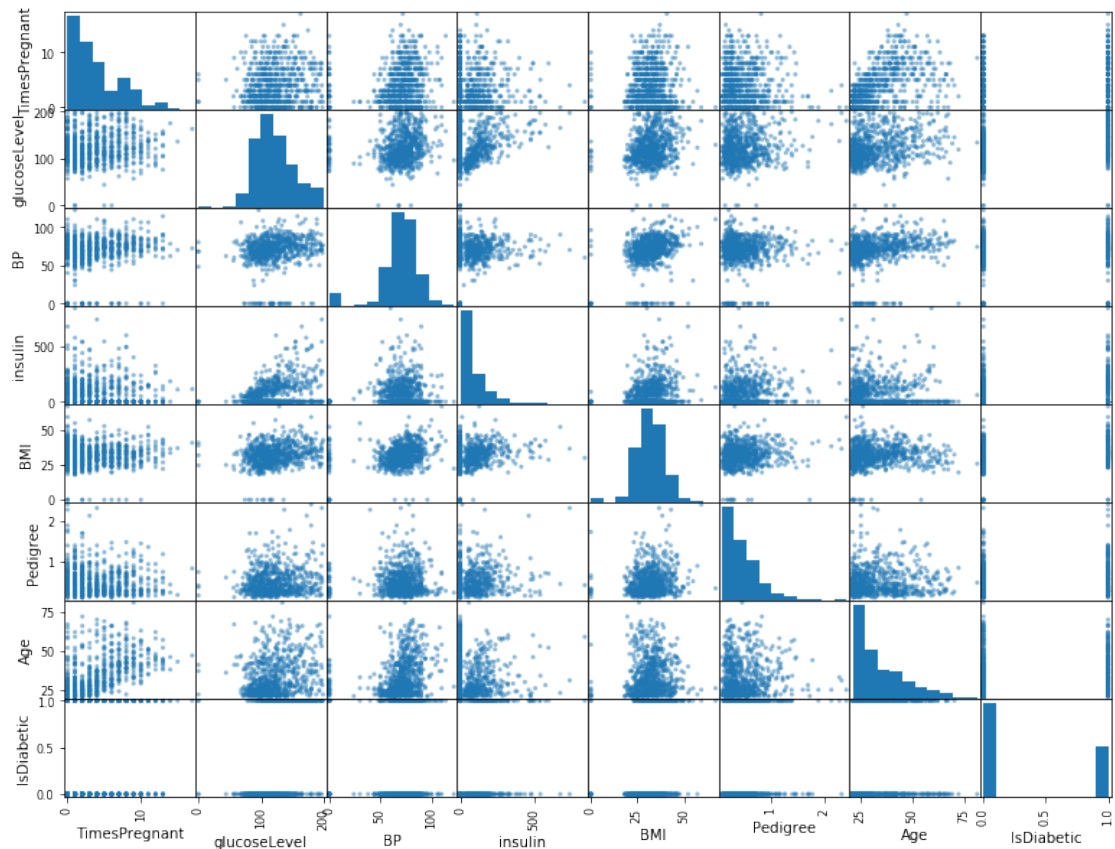 TimesPregnant
10
0
glucoseLevel
200
100
0
BP
100
50
0
insulin
500
0
BMI
50
25
0
Pedigree
2
1
Age
75
50
25
IsDiabetic
1.0
0.5
0.0
0 10 0 100 200 0 50 100 0 500 0 25 50 1 2 25 50 75 0.0 0.5 1.0
TimesPregnant glucoseLevel BP insulin BMI Pedigree Age IsDiabetic